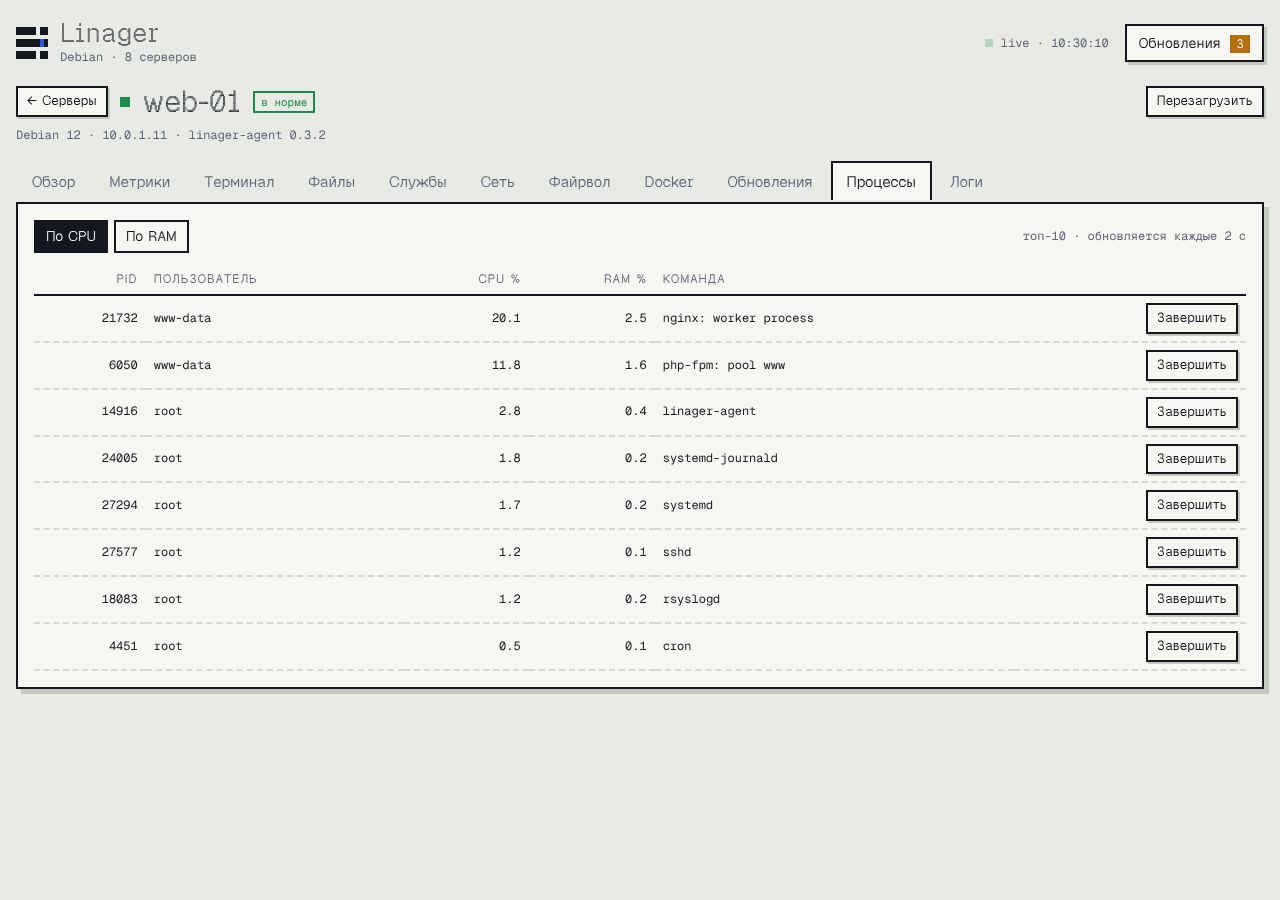 Linager
Debian · 8 серверов
live · 10:30:10
Обновления 3
← Серверы
web-01
в норме
Перезагрузить
Debian 12 · 10.0.1.11 · linager-agent 0.3.2
Обзор Метрики Терминал Файлы Службы Сеть Файрвол Docker Обновления Процессы Логи
По CPU По RAM
топ-10 · обновляется каждые 2 с
PID ПОЛЬЗОВАТЕЛЬ CPU % RAM % КОМАНДА
21732 www-data 20.1 2.5 nginx: worker process Завершить
6050 www-data 11.8 1.6 php-fpm: pool www Завершить
14916 root 2.8 0.4 linager-agent Завершить
24005 root 1.8 0.2 systemd-journald Завершить
27294 root 1.7 0.2 systemd Завершить
27577 root 1.2 0.1 sshd Завершить
18083 root 1.2 0.2 rsyslogd Завершить
4451 root 0.5 0.1 cron Завершить